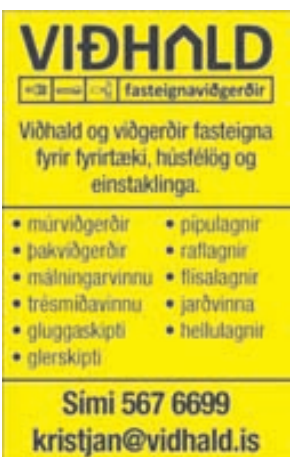 VIÐHALD
fasteignaviðgerðir
Viðhald og viðgerðir fasteigna
fyrir fyrirtæki, húsfélög og
einstaklinga.
• múrviðgerðir
• þakviðgerðir
• málningarvinnu
• trésmíðavinnu
• gluggaskipti
• glerskipti
• pípulagnir
• raflagnir
• flísalagnir
• jarðvinna
• hellulagnir
Sími 567 6699
kristjan@vidhald.is